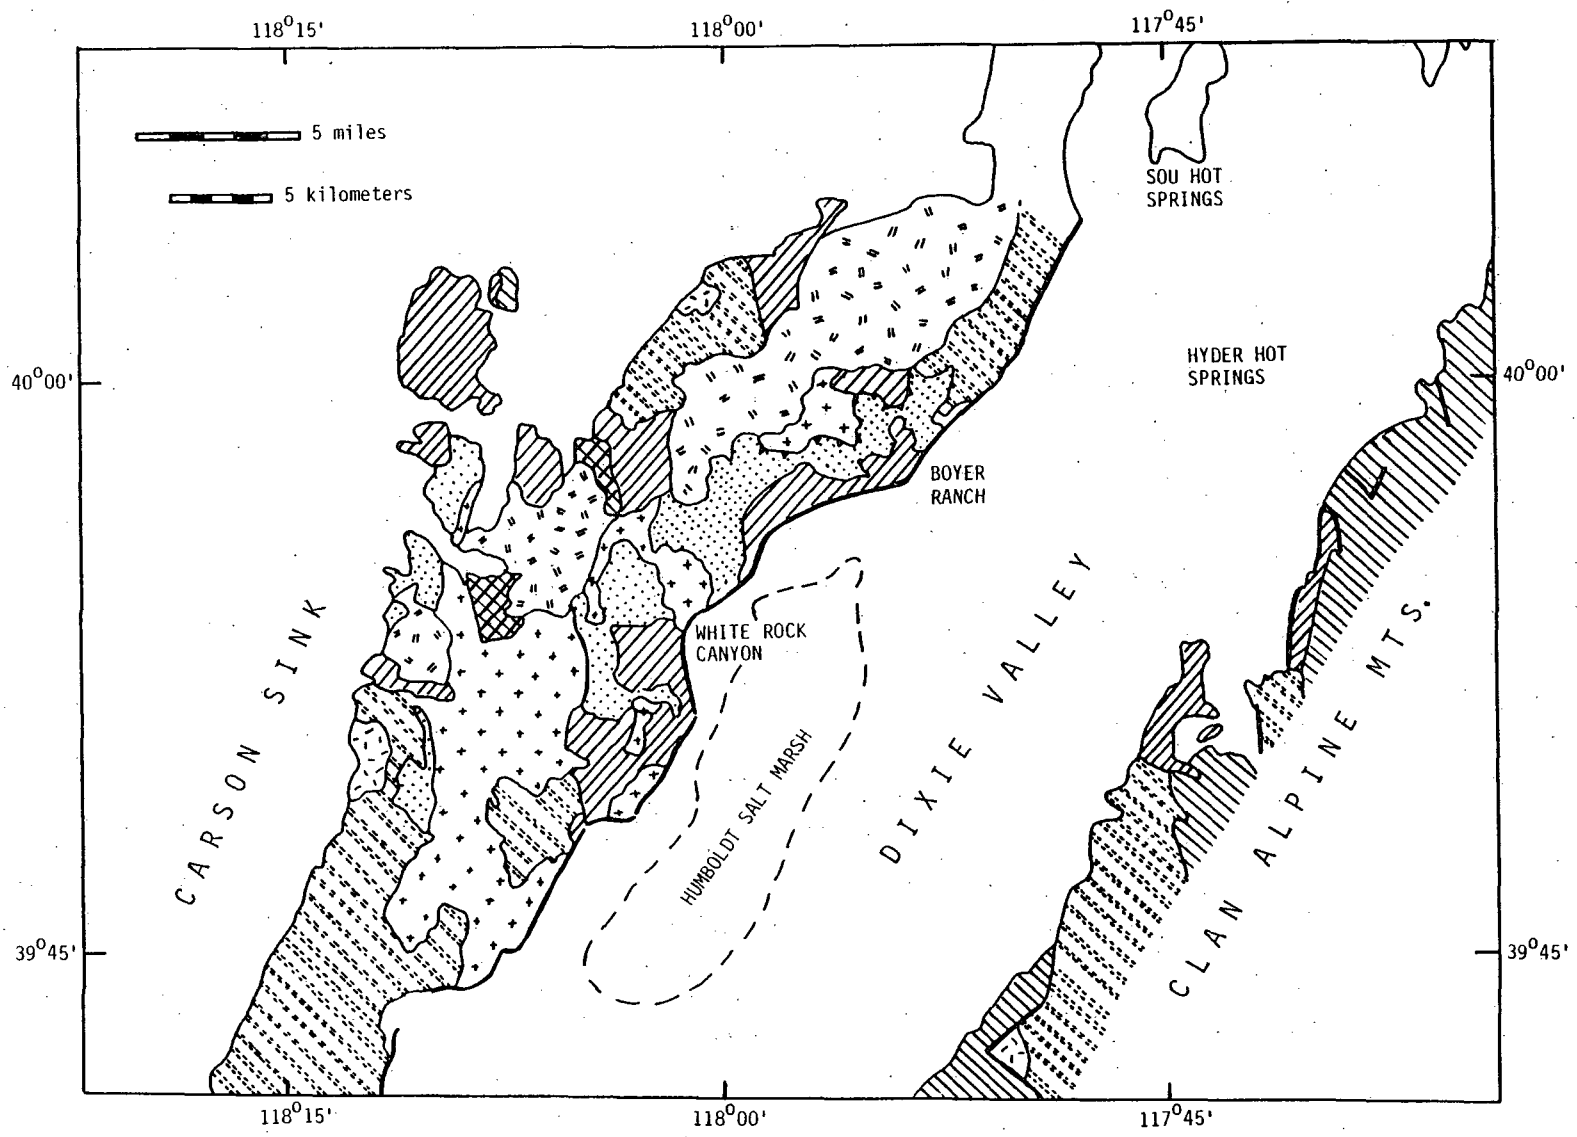 118°15'
118°00'
117°45'
5 miles
5 kilometers
SOU HOT
SPRINGS
HYDER HOT
SPRINGS
40°00'
40°00'
BOYER
RANCH
WHITE ROCK
CANYON
CARSON SINK
DIXIE VALLEY
HUMBOLDT SALT MARSH
CLAN ALPINE MTS.
39°45'
39°45'
118°15'
118°00'
117°45'